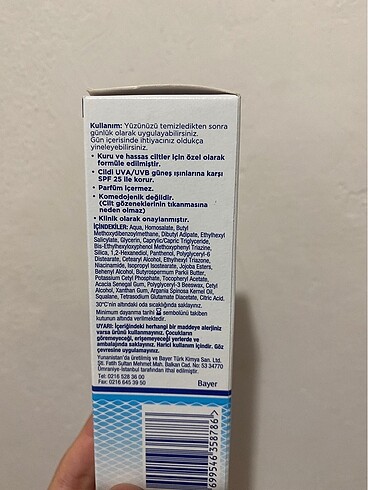 Kullanım: Yüzünüzü temizledikten sonra
günlük olarak uygulayabilirsiniz.
Gün içerisinde ihtiyacınız oldukça
yineleyebilirsiniz.
• Kuru ve hassas ciltler için özel olarak
formüle edilmiştir.
• Cildi UVA/UVB güneş ışınlarına karşı
SPF 25 ile korur.
• Parfüm içermez.
• Komedojenik değildir.
(Cilt gözeneklerinin tıkanmasına
neden olmaz)
• Klinik olarak onaylanmıştır.
İÇİNDEKİLER: Aqua, Homosalate, Butyl
Methoxydibenzoylmethane, Dibutyl Adipate, Ethylhexyl
Salicylate, Glycerin, Caprylic/Capric Triglyceride,
Bis-Ethylhexyloxyphenol Methoxyphenyl Triazine,
Silica, 1,2-Hexanediol, Panthenol, Polyglyceryl-6
Distearate, Cetearyl Alcohol, Ethylhexyl Triazone,
Niacinamide, Isopropyl Isostearate, Jojoba Esters,
Behenyl Alcohol, Butyrospermum Parkii Butter,
Potassium Cetyl Phosphate, Tocopheryl Acetate,
Acacia Senegal Gum, Polyglyceryl-3 Beeswax, Cetyl
Alcohol, Xanthan Gum, Argania Spinosa Kernel Oil,
Squalane, Tetrasodium Glutamate Diacetate, Citric Acid.
30°C'nin altındaki oda sıcaklığında saklayınız.
Minimum dayanma tarihi sembolünü takiben
kutunun altında verilmektedir.
UYARI: İçeriğindeki herhangi bir maddeye alerjiniz
varsa ürünü kullanmayınız. Çocukların
göremeyeceği, erişemeyeceği yerlerde ve
ambalajında saklayınız. Harici kullanım içindir. Göz
çevresine uygulamayınız.
Yunanistan'da üretilmiş ve Bayer Türk Kimya San. Ltd.
Şti. Fatih Sultan Mehmet Mah. Balkan Cad. No: 53 34770
Ümraniye-İstanbul tarafından ithal edilmiştir.
Tel: 0216 528 36 00
Fax: 0216 645 39 50
Bayer
699546 358786 >